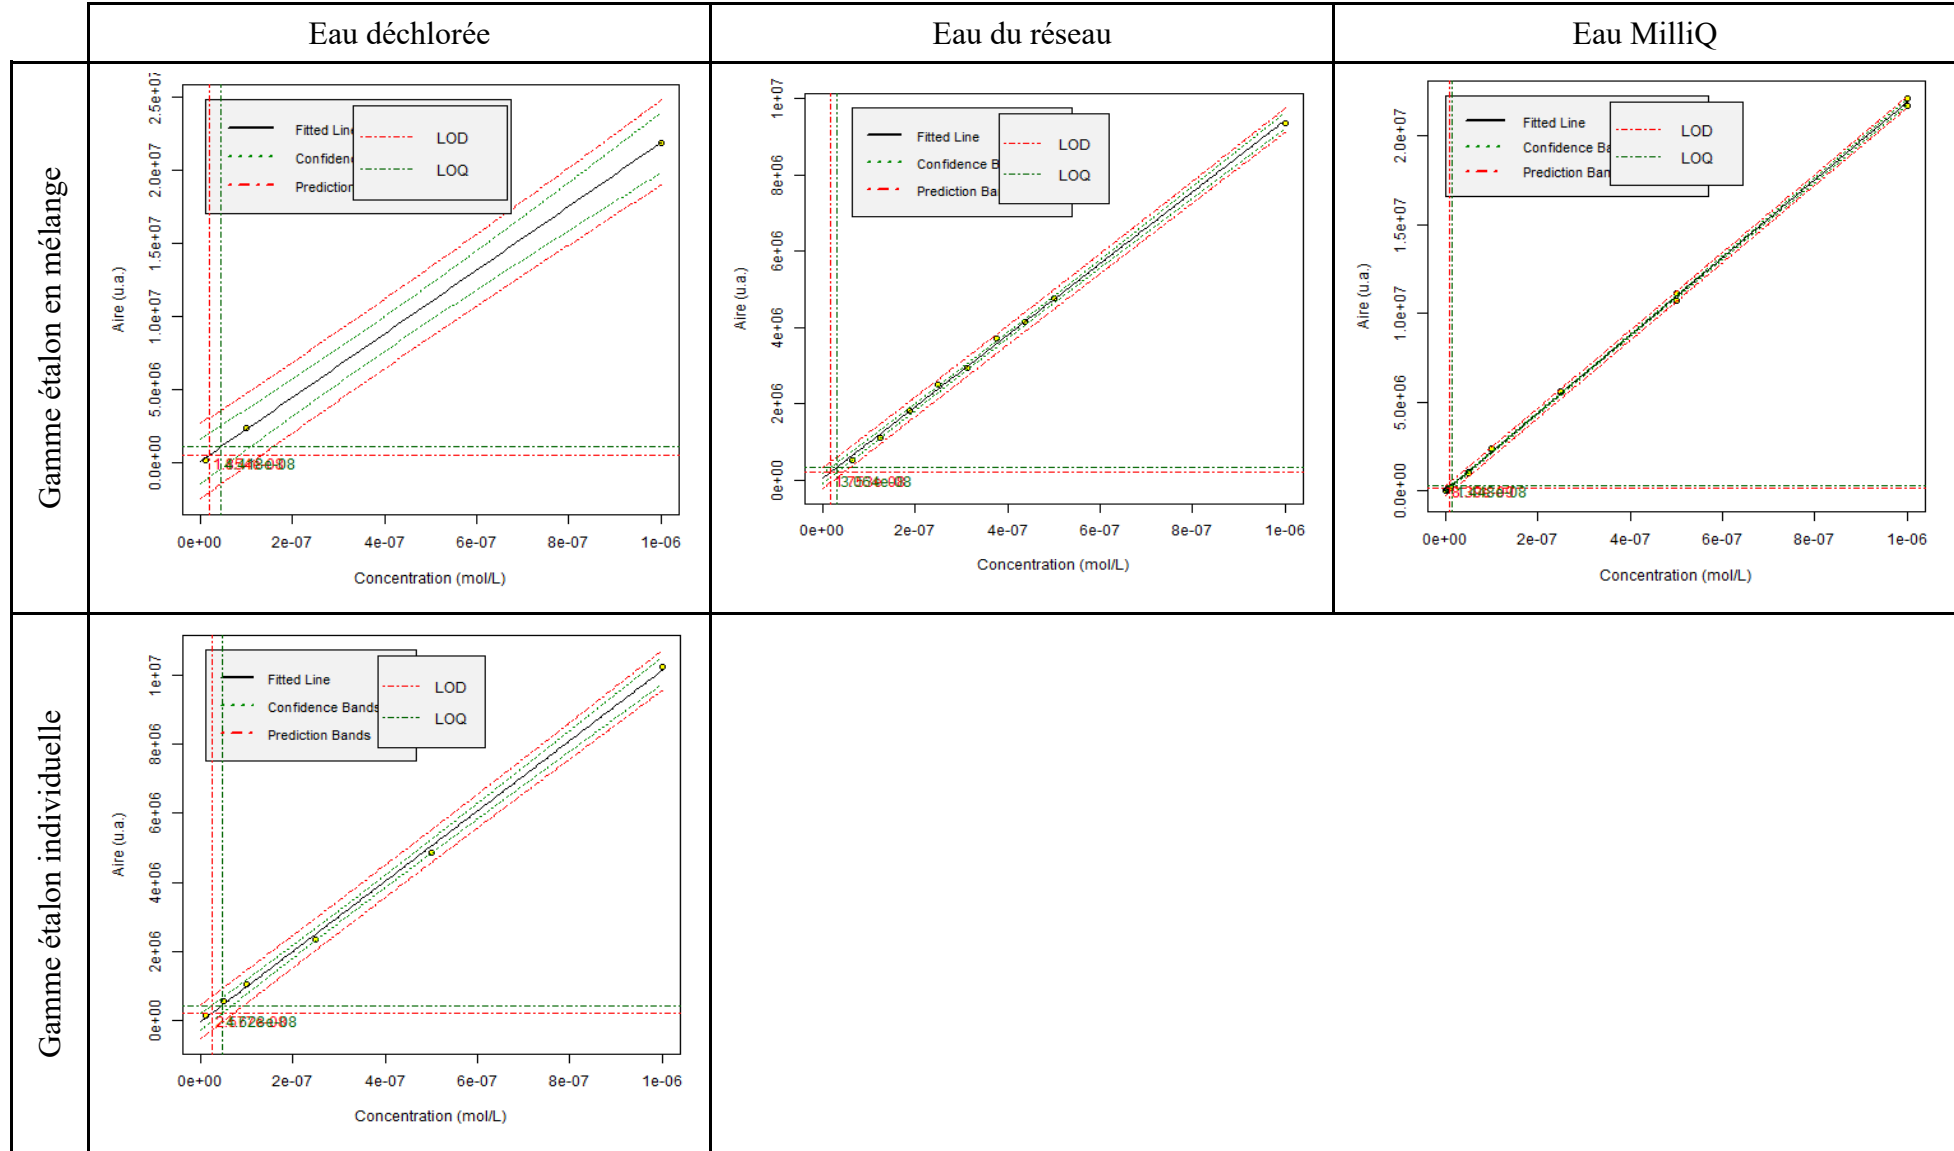 Eau déchlorée
Eau du réseau
Eau MilliQ
Gamme étalon en mélange
Aire (u.a.)
2.5e+07
2.0e+07
1.5e+07
1.0e+07
5.0e+06
0.0e+00
Fitted Line
Confidenc
Prediction
LOD
LOQ
0e+00 2e-07 4e-07 6e-07 8e-07 1e-06
Concentration (mol/L)
Aire (u.a.)
1e+07
8e+06
6e+06
4e+06
2e+06
0e+00
Fitted Line
Confidence B
Prediction Ba
LOD
LOQ
0e+00 2e-07 4e-07 6e-07 8e-07 1e-06
Concentration (mol/L)
Aire (u.a.)
2.0e+07
1.5e+07
1.0e+07
5.0e+06
0.0e+00
Fitted Line
Confidence Ba
Prediction Ban
LOD
LOQ
0e+00 2e-07 4e-07 6e-07 8e-07 1e-06
Concentration (mol/L)
Gamme étalon individuelle
Aire (u.a.)
1e+07
8e+06
6e+06
4e+06
2e+06
0e+00
Fitted Line
Confidence Bands
Prediction Bands
LOD
LOQ
0e+00 2e-07 4e-07 6e-07 8e-07 1e-06
Concentration (mol/L)